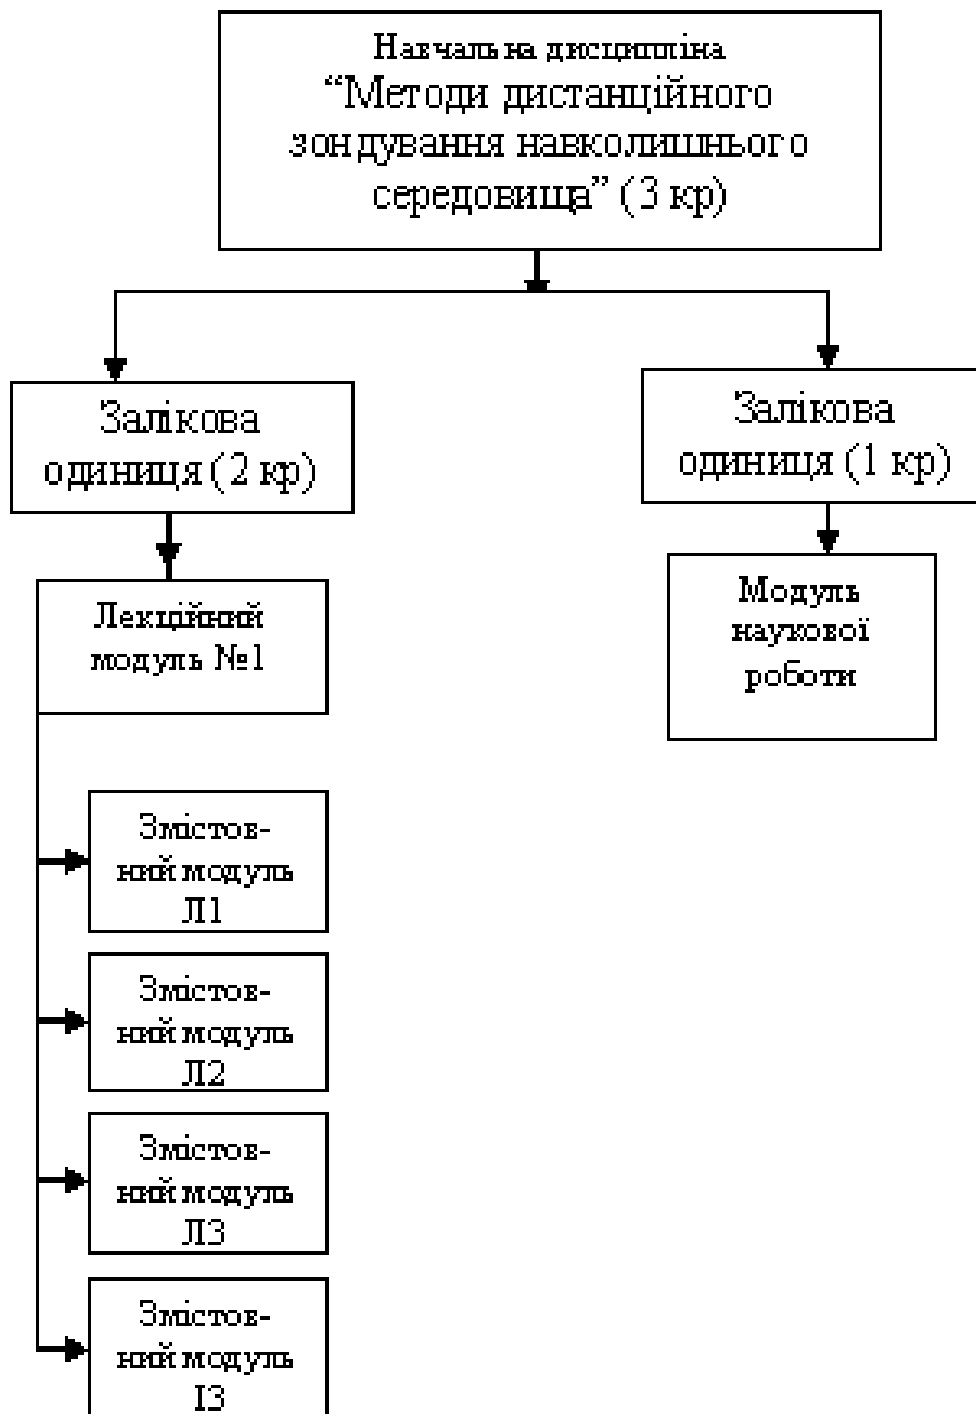 Навчальна дисципліна
“Методи дистанційного
зондування навколишнього
середовища” (3 кр)
Залікова
одиниця (2 кр)
Залікова
одиниця (1 кр)
Лекційний
модуль №1
Модуль
наукової
роботи
Змістов-
ний модуль
Л1
Змістов-
ний модуль
Л2
Змістов-
ний модуль
Л3
Змістов-
ний модуль
ІЗ